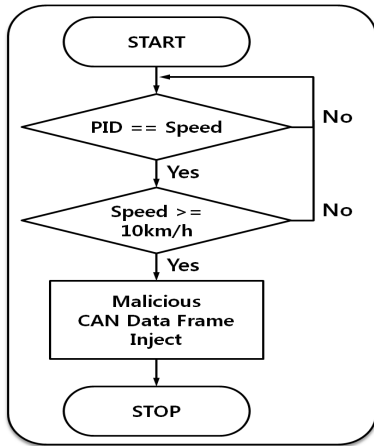 START
PID == Speed
No
Yes
Speed >=
10km/h
No
Yes
Malicious
CAN Data Frame
Inject
STOP